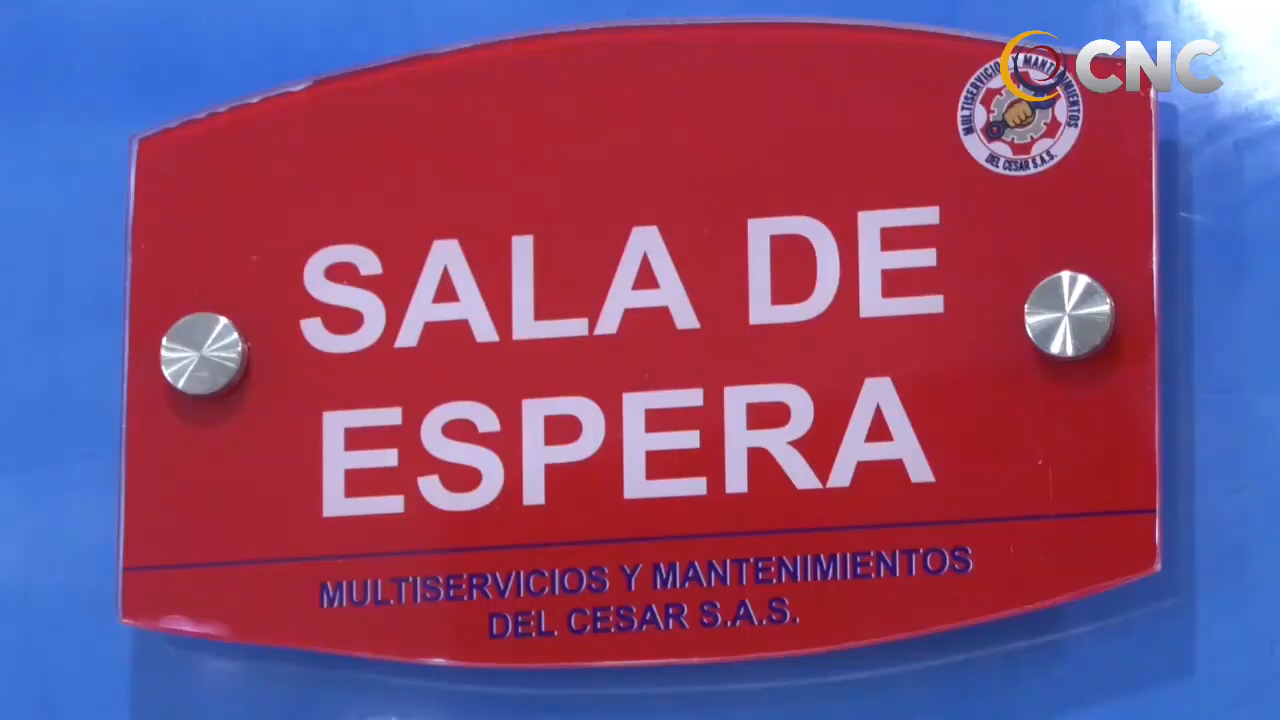 CNC
MULTISERVICIOS Y MANTENIMIENTOS
DEL CESAR S.A.S.
SALA DE
ESPERA
MULTISERVICIOS Y MANTENIMIENTOS
DEL CESAR S.A.S.